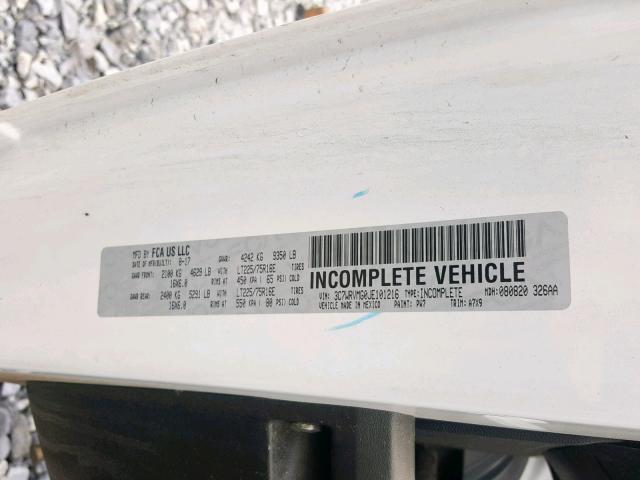 MFD BY FCA US LLC
DATE OF MFR/BUILT: 8-17 GVWR: 4242 KG 9350 LB
GAWR FRONT: 2100 KG 4629 LB WITH LT225/75R16E TIRES
16X6.0 RIMS AT 450 KPA/ 65 PSI COLD
GAWR REAR: 2400 KG 5291 LB WITH LT225/75R16E TIRES
16X6.0 RIMS AT 550 KPA/ 80 PSI COLD
INCOMPLETE VEHICLE
VIN: 3C7WRVMG0JE101216 TYPE: INCOMPLETE MDH: 080820 326AA
VEHICLE MADE IN MEXICO PAINT: PW7 TRIM: A7X9